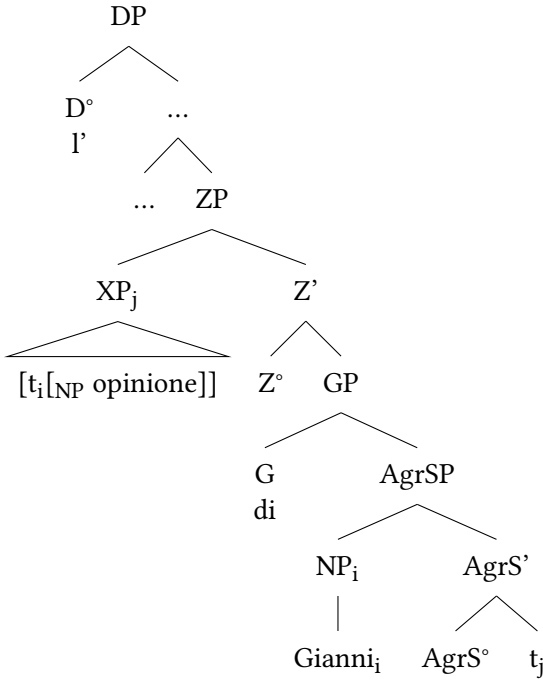 DP
D° ...
l’
... ZP
XPj Z’
[ti[NP opinione]] Z° GP
G AgrSP
di
NPi AgrS’
Giannii AgrS° tj